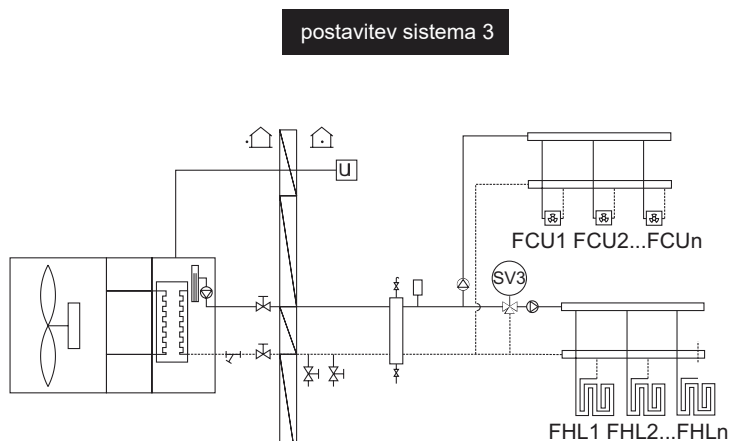 postavitev sistema 3
u
FCU1 FCU2...FCUn
SV3
FHL1 FHL2...FHLn